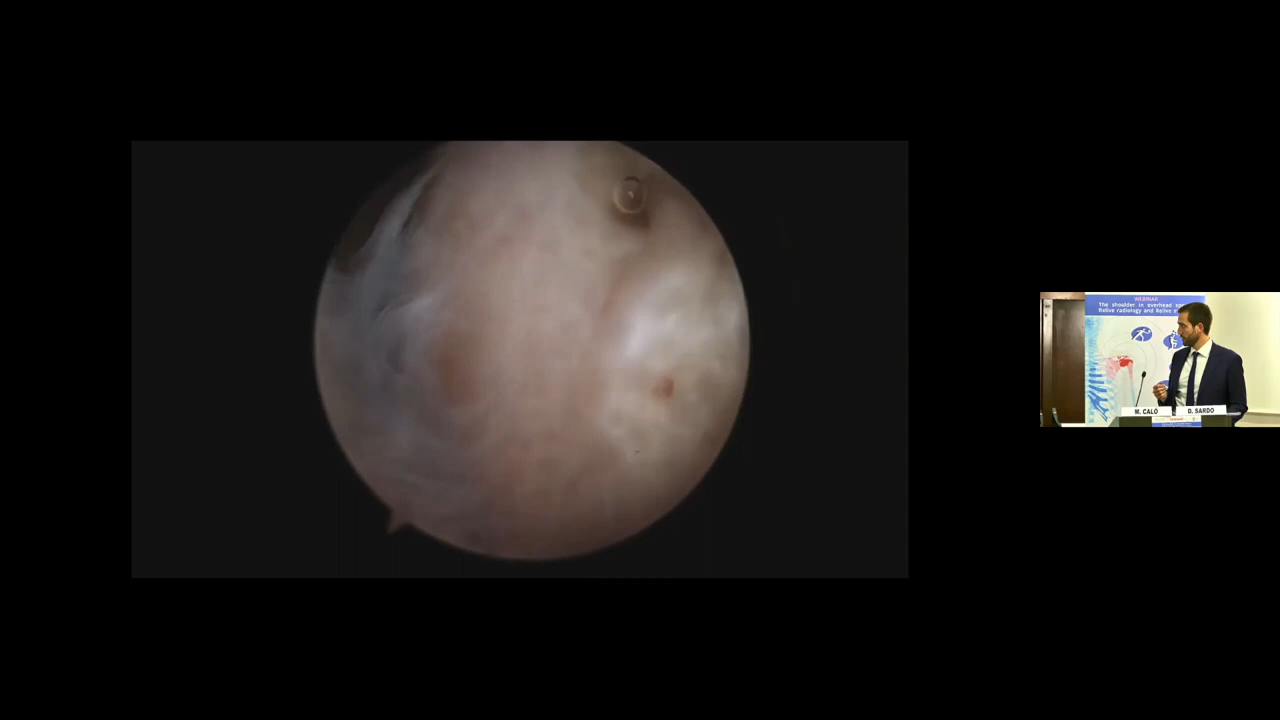 WEBINAR
The shoulder in overhead
Relive radiology and Relive
M. CALÒ
D. SARDO